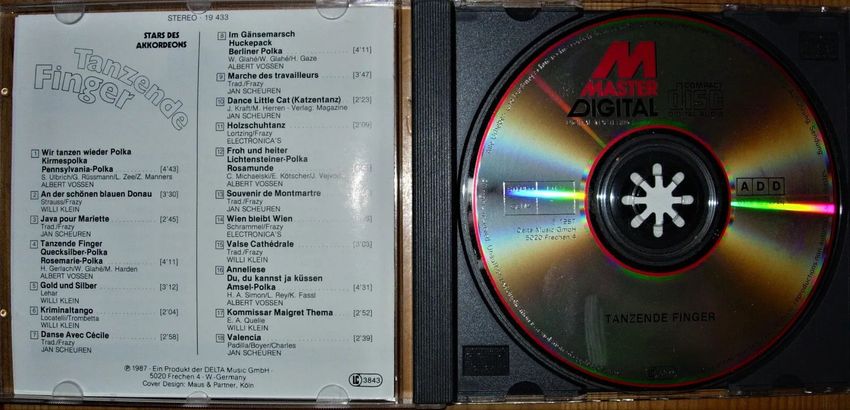 STEREO · 19 433
STARS DES
AKKORDEONS
Tanzende
Finger
1 Wir tanzen wieder Polka
Kirmespolka
Pennsylvania-Polka [4'43]
S. Ulbrich/G. Rüssmann/L. Zee/Z. Manners
ALBERT VOSSEN
2 An der schönen blauen Donau [3'30]
Strauss/Frazy
WILLI KLEIN
3 Java pour Mariette [2'45]
Trad./Frazy
JAN SCHEUREN
4 Tanzende Finger
Quecksilber-Polka
Rosemarie-Polka [4'11]
H. Gerlach/W. Glahé/M. Harden
ALBERT VOSSEN
5 Gold und Silber [3'12]
Lehar
WILLI KLEIN
6 Kriminaltango [2'04]
Locatelli/Trombetta
WILLI KLEIN
7 Danse Avec Cécile [2'58]
Trad./Frazy
JAN SCHEUREN
8 Im Gänsemarsch
Huckepack
Berliner Polka [4'11]
W. Glahé/W. Glahé/H. Gaze
ALBERT VOSSEN
9 Marche des travailleurs [3'47]
Trad./Frazy
JAN SCHEUREN
10 Dance Little Cat (Katzentanz) [2'23]
J. Kraft/M. Herren - Verlag: Magazine
JAN SCHEUREN
11 Holzschuhtanz [2'09]
Lortzing/Frazy
ELECTRONICA'S
12 Froh und heiter
Lichtensteiner-Polka
Rosamunde
C. Michaelski/E. Kötscher/J. Vejvoda
ALBERT VOSSEN
13 Souvenir de Montmartre
Trad./Frazy
JAN SCHEUREN
14 Wien bleibt Wien
Schrammel/Frazy
ELECTRONICA'S
15 Valse Cathédrale [3'03]
Trad./Frazy
WILLI KLEIN
16 Anneliese
Du, du kannst ja küssen
Amsel-Polka [4'31]
H. A. Simon/L. Rey/K. Fassl
ALBERT VOSSEN
17 Kommissar Maigret Thema [2'52]
E. A. Quelle
WILLI KLEIN
18 Valencia [2'39]
Padilla/Boyer/Charles
JAN SCHEUREN
℗ 1987 · Ein Produkt der DELTA Music GmbH ·
5020 Frechen 4 · W.-Germany
Cover Design: Maus & Partner, Köln
LC 3843
M
MASTER
DIGITAL
COMPACT
disc
DIGITAL AUDIO
ADD
℗ 1987
Delta Music GmbH
5020 Frechen 4
TANZENDE FINGER